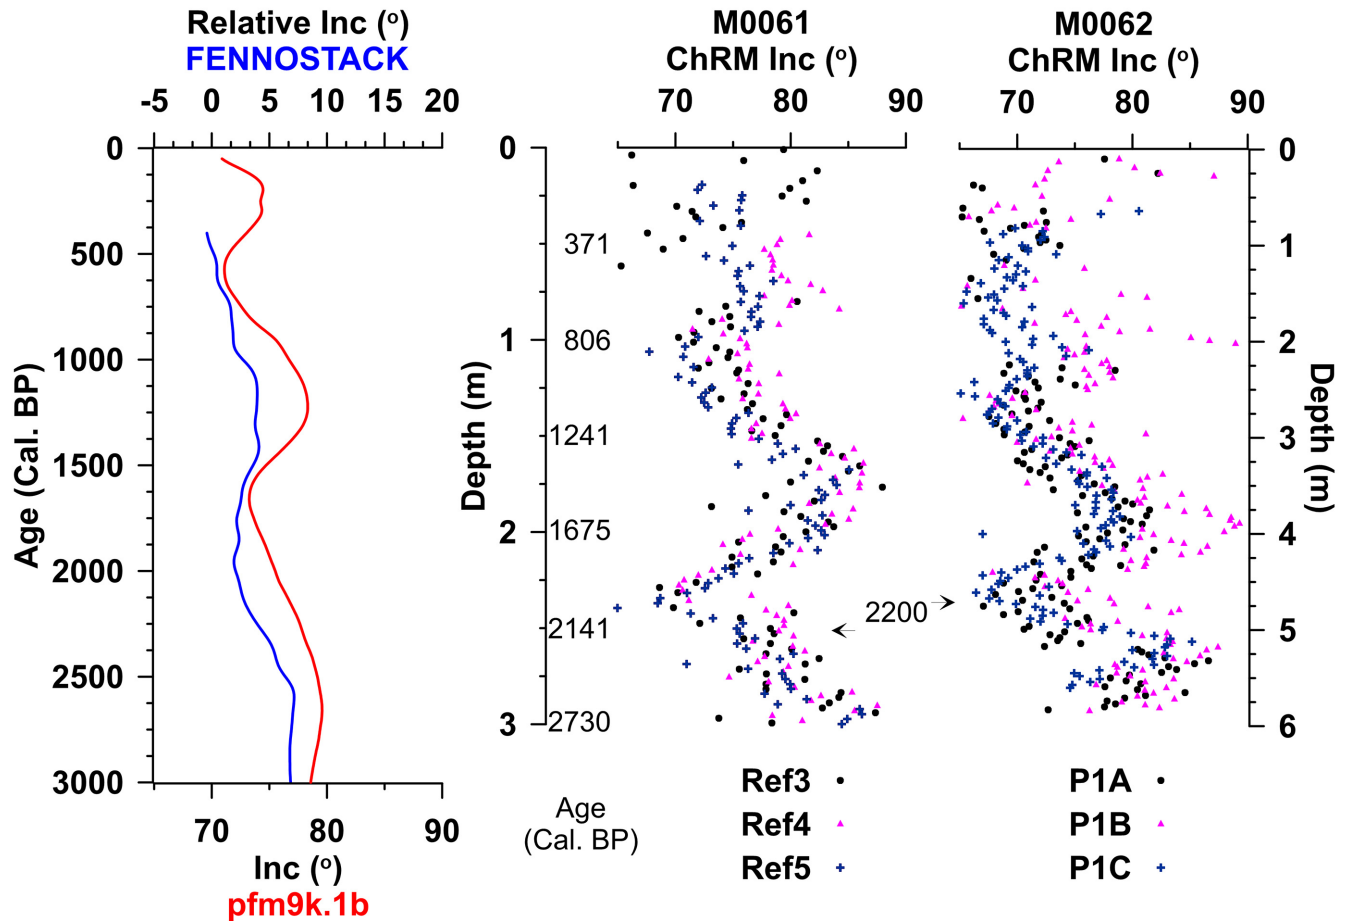 Relative Inc (º)
FENNOSTACK
-5 0 5 10 15 20
0
500
1000
1500
2000
2500
3000
Age (Cal. BP)
70 80 90
Inc (º)
pfm9k.1b
M0061
ChRM Inc (º)
70 80 90
0
1
2
3
Depth (m)
371
806
1241
1675
2141
2730
Age
(Cal. BP)
2200
Ref3
Ref4
Ref5
M0062
ChRM Inc (º)
70 80 90
0
1
2
3
4
5
6
Depth (m)
P1A
P1B
P1C